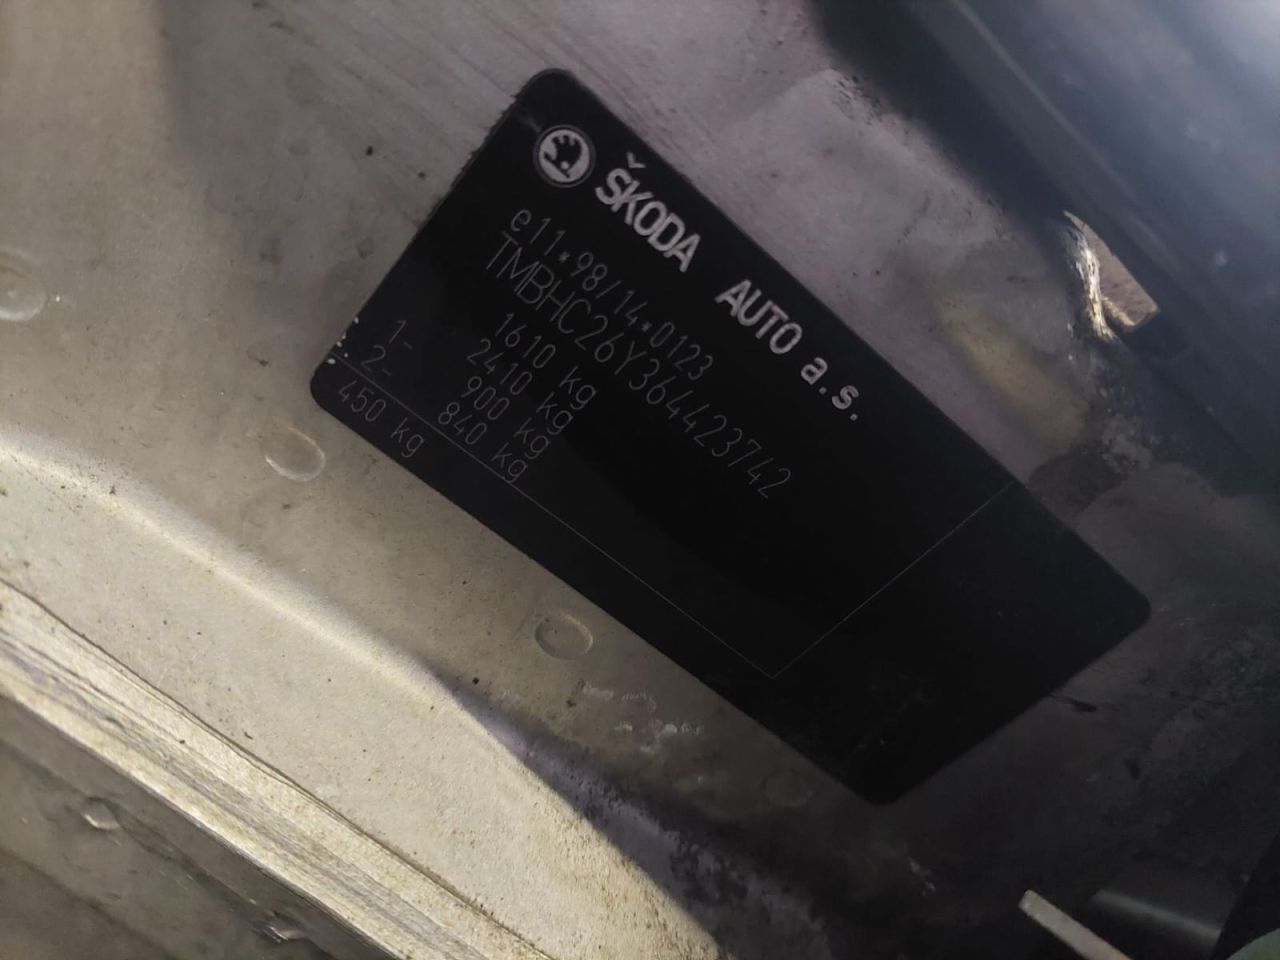 ŠKODA AUTO a.s.
e11*98/14*0123
TMBHC26Y364423742
1610 kg
2410 kg
1- 900 kg
2- 840 kg
450 kg